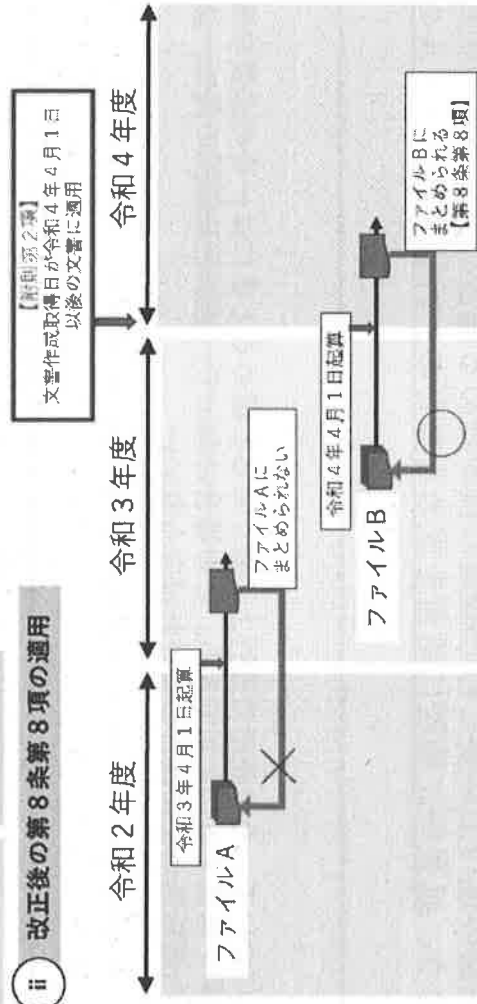 ii 改正後の第8条第8項の適用
【附則第2項】
文書作成取得日が令和4年4月1日
以後の文書に適用
令和2年度
令和3年度
令和4年度
令和3年4月1日起算
ファイルA
ファイルAに
まとめられない
令和4年4月1日起算
ファイルB
ファイルBに
まとめられる
【第8条第8項】